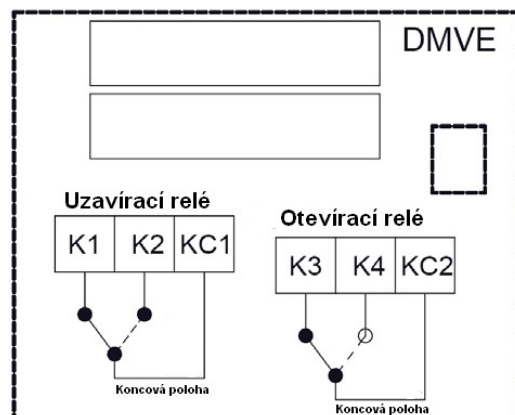 DMVE
Uzavírací relé
K1 K2 KC1
Koncová poloha
Otevírací relé
K3 K4 KC2
Koncová poloha